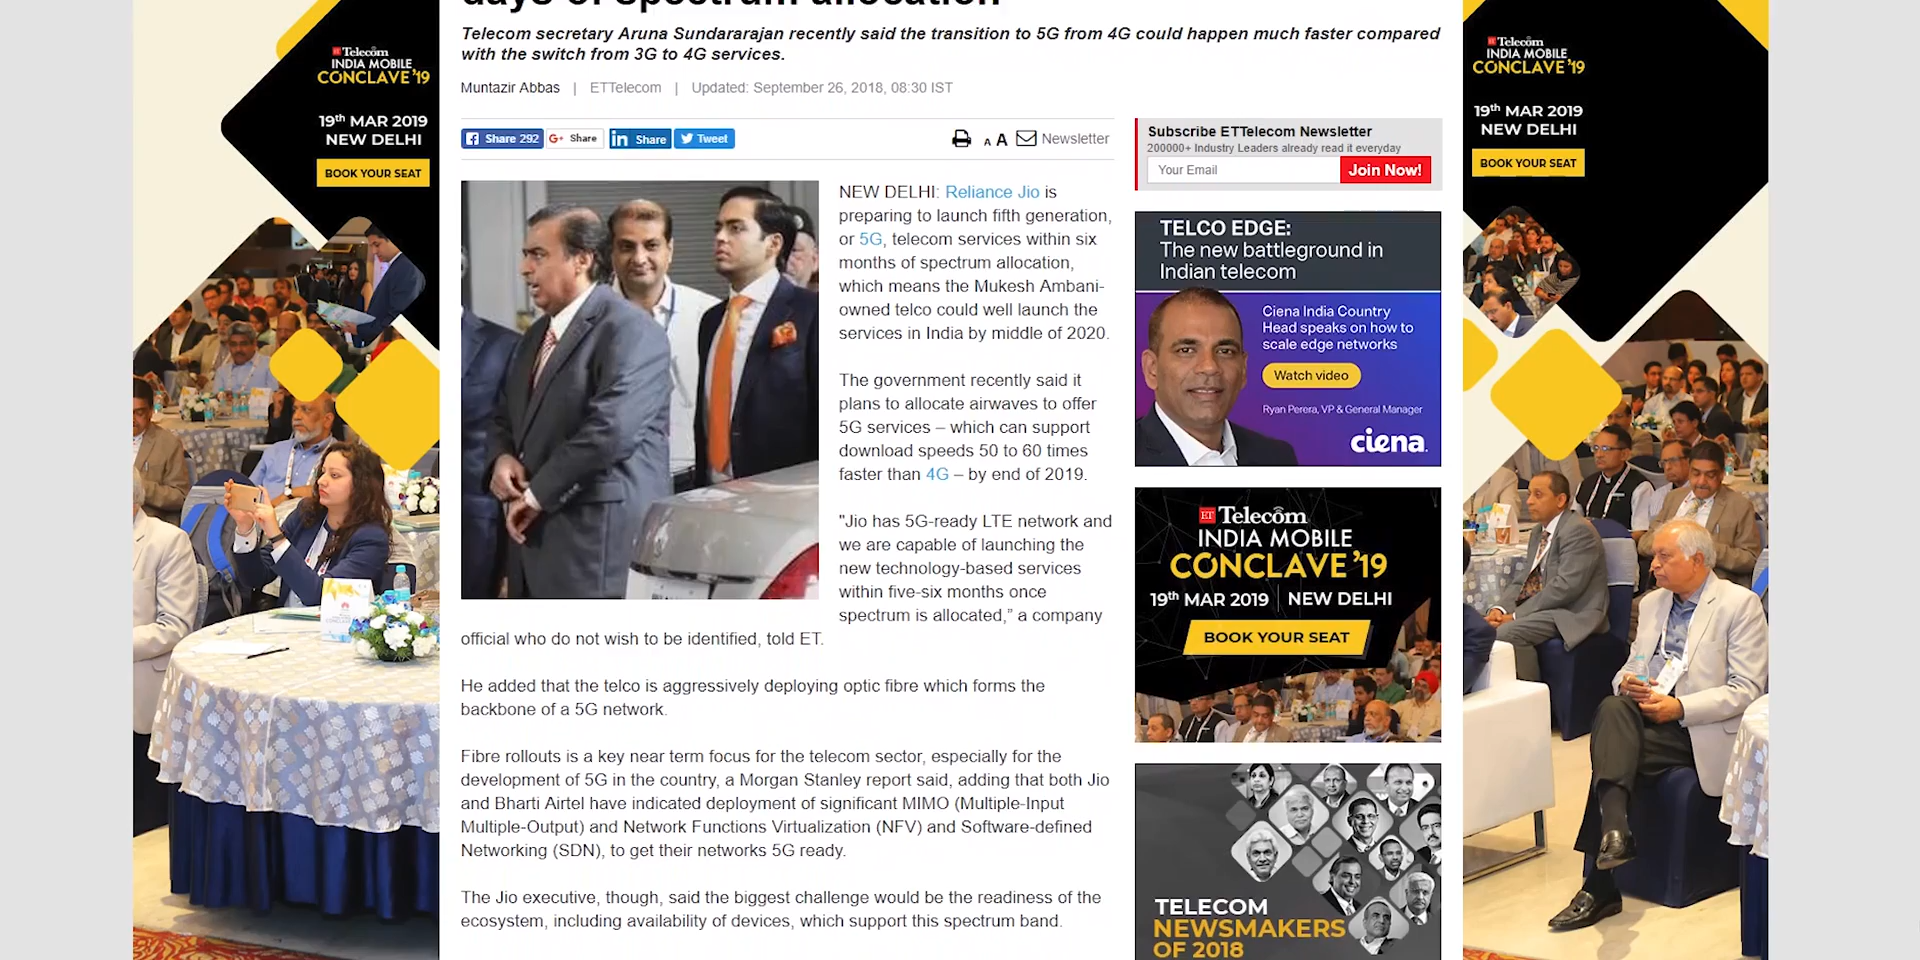 days of spectrum allocation
Telecom secretary Aruna Sundararajan recently said the transition to 5G from 4G could happen much faster compared
with the switch from 3G to 4G services.
Muntazir Abbas | ETTelecom | Updated: September 26, 2018, 08:30 IST
Share 292
G+ Share
in Share
Tweet
A A Newsletter
NEW DELHI: Reliance Jio is
preparing to launch fifth generation,
or 5G, telecom services within six
months of spectrum allocation,
which means the Mukesh Ambani-
owned telco could well launch the
services in India by middle of 2020.
The government recently said it
plans to allocate airwaves to offer
5G services – which can support
download speeds 50 to 60 times
faster than 4G – by end of 2019.
"Jio has 5G-ready LTE network and
we are capable of launching the
new technology-based services
within five-six months once
spectrum is allocated,” a company
official who do not wish to be identified, told ET.
He added that the telco is aggressively deploying optic fibre which forms the
backbone of a 5G network.
Fibre rollouts is a key near term focus for the telecom sector, especially for the
development of 5G in the country, a Morgan Stanley report said, adding that both Jio
and Bharti Airtel have indicated deployment of significant MIMO (Multiple-Input
Multiple-Output) and Network Functions Virtualization (NFV) and Software-defined
Networking (SDN), to get their networks 5G ready.
The Jio executive, though, said the biggest challenge would be the readiness of the
ecosystem, including availability of devices, which support this spectrum band.
Subscribe ETTelecom Newsletter
200000+ Industry Leaders already read it everyday
Your Email
Join Now!
TELCO EDGE:
The new battleground in
Indian telecom
Ciena India Country
Head speaks on how to
scale edge networks
Watch video
Ryan Perera, VP & General Manager
ciena.
ET Telecom
INDIA MOBILE
CONCLAVE '19
19th MAR 2019 | NEW DELHI
BOOK YOUR SEAT
TELECOM
NEWSMAKERS
OF 2018
ET Telecom
INDIA MOBILE
CONCLAVE '19
19th MAR 2019
NEW DELHI
BOOK YOUR SEAT
ET Telecom
INDIA MOBILE
CONCLAVE '19
19th MAR 2019
NEW DELHI
BOOK YOUR SEAT